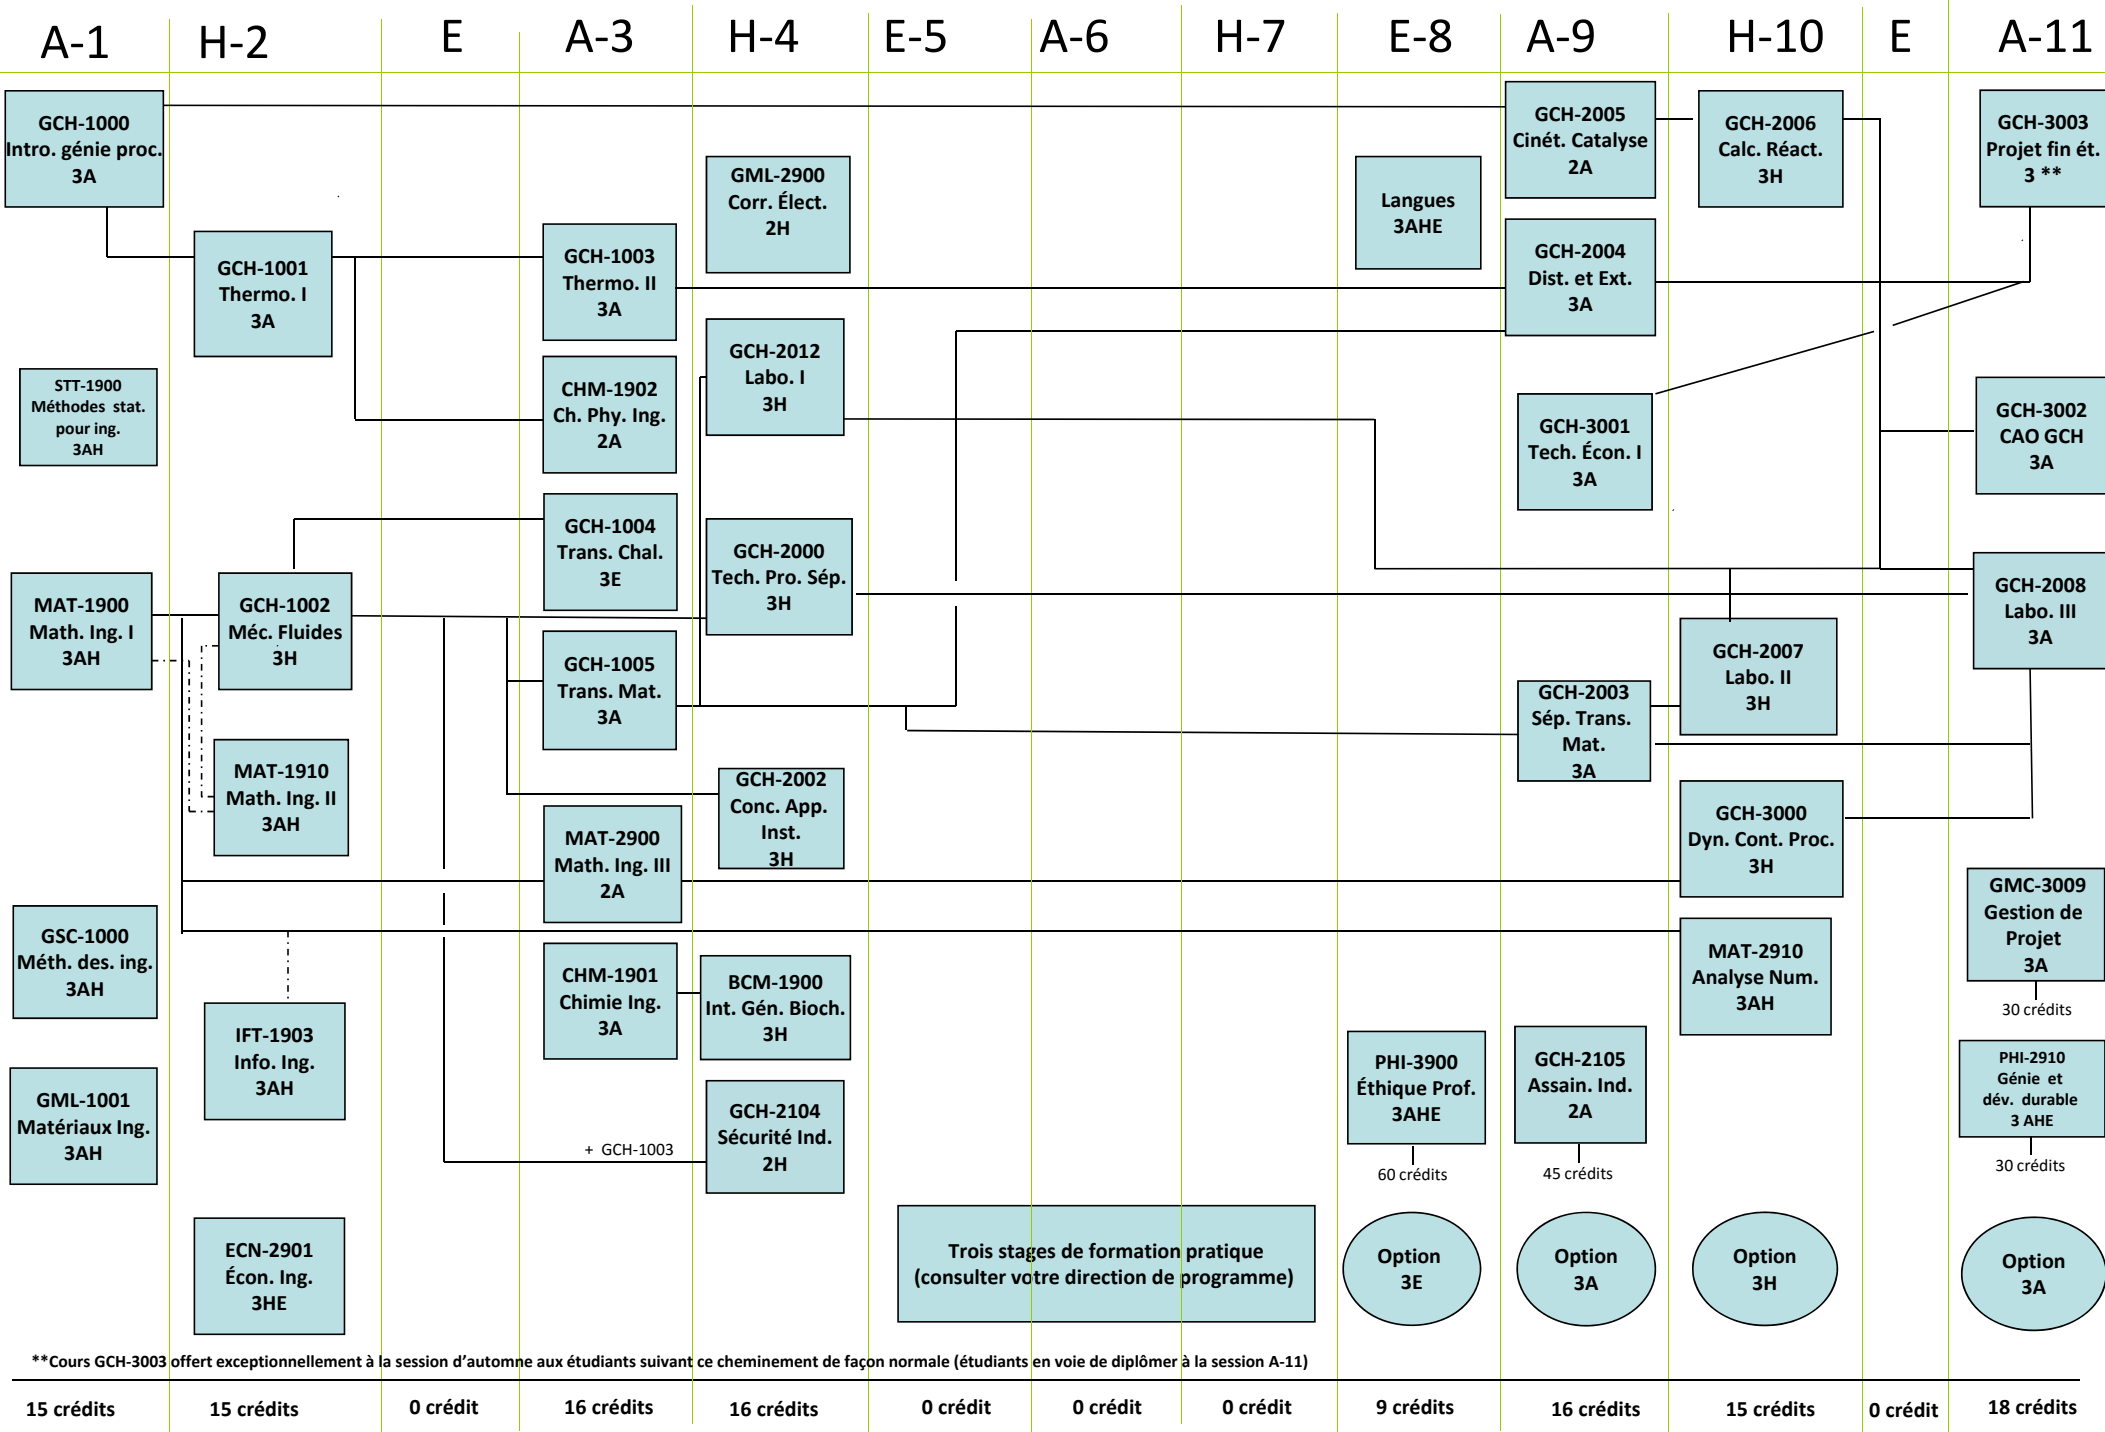 A-1
H-2
E
A-3
H-4
E-5
A-6
H-7
E-8
A-9
H-10
E
A-11
GCH-1000
Intro. génie proc.
3A
STT-1900
Méthodes stat.
pour ing.
3AH
MAT-1900
Math. Ing. I
3AH
GSC-1000
Méth. des. ing.
3AH
GML-1001
Matériaux Ing.
3AH
GCH-1001
Thermo. I
3A
GCH-1002
Méc. Fluides
3H
MAT-1910
Math. Ing. II
3AH
IFT-1903
Info. Ing.
3AH
ECN-2901
Écon. Ing.
3HE
GCH-1003
Thermo. II
3A
CHM-1902
Ch. Phy. Ing.
2A
GCH-1004
Trans. Chal.
3E
GCH-1005
Trans. Mat.
3A
MAT-2900
Math. Ing. III
2A
CHM-1901
Chimie Ing.
3A
+ GCH-1003
GML-2900
Corr. Élect.
2H
GCH-2012
Labo. I
3H
GCH-2000
Tech. Pro. Sép.
3H
GCH-2002
Conc. App.
Inst.
3H
BCM-1900
Int. Gén. Bioch.
3H
GCH-2104
Sécurité Ind.
2H
Trois stages de formation pratique
(consulter votre direction de programme)
Langues
3AHE
PHI-3900
Éthique Prof.
3AHE
60 crédits
Option
3E
GCH-2005
Cinét. Catalyse
2A
GCH-2004
Dist. et Ext.
3A
GCH-3001
Tech. Écon. I
3A
GCH-2003
Sép. Trans.
Mat.
3A
GCH-2105
Assain. Ind.
2A
45 crédits
Option
3A
GCH-2006
Calc. Réact.
3H
GCH-2007
Labo. II
3H
GCH-3000
Dyn. Cont. Proc.
3H
MAT-2910
Analyse Num.
3AH
Option
3H
GCH-3003
Projet fin ét.
3 **
GCH-3002
CAO GCH
3A
GCH-2008
Labo. III
3A
GMC-3009
Gestion de
Projet
3A
30 crédits
PHI-2910
Génie et
dév. durable
3 AHE
30 crédits
Option
3A
**Cours GCH-3003 offert exceptionnellement à la session d'automne aux étudiants suivant ce cheminement de façon normale (étudiants en voie de diplômer à la session A-11)
15 crédits
15 crédits
0 crédit
16 crédits
16 crédits
0 crédit
0 crédit
0 crédit
9 crédits
16 crédits
15 crédits
0 crédit
18 crédits